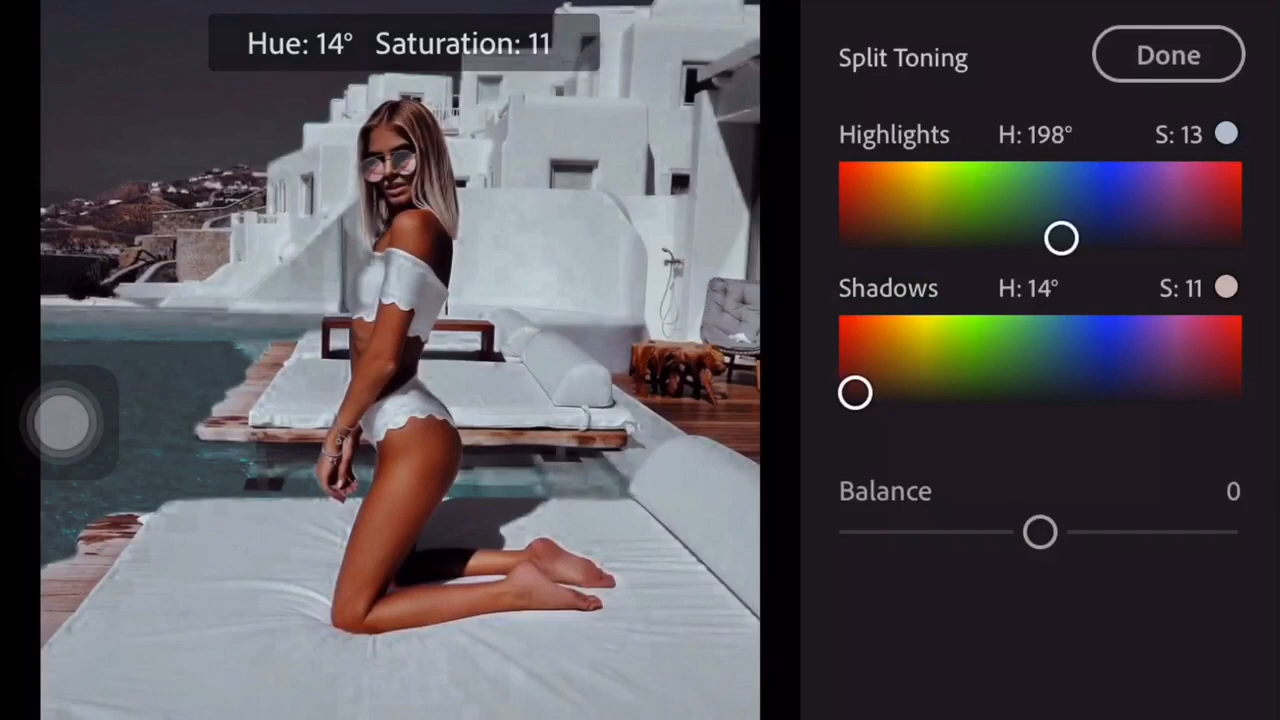 Hue: 14° Saturation: 11
Split Toning
Done
Highlights H: 198° S: 13
Shadows H: 14° S: 11
Balance 0